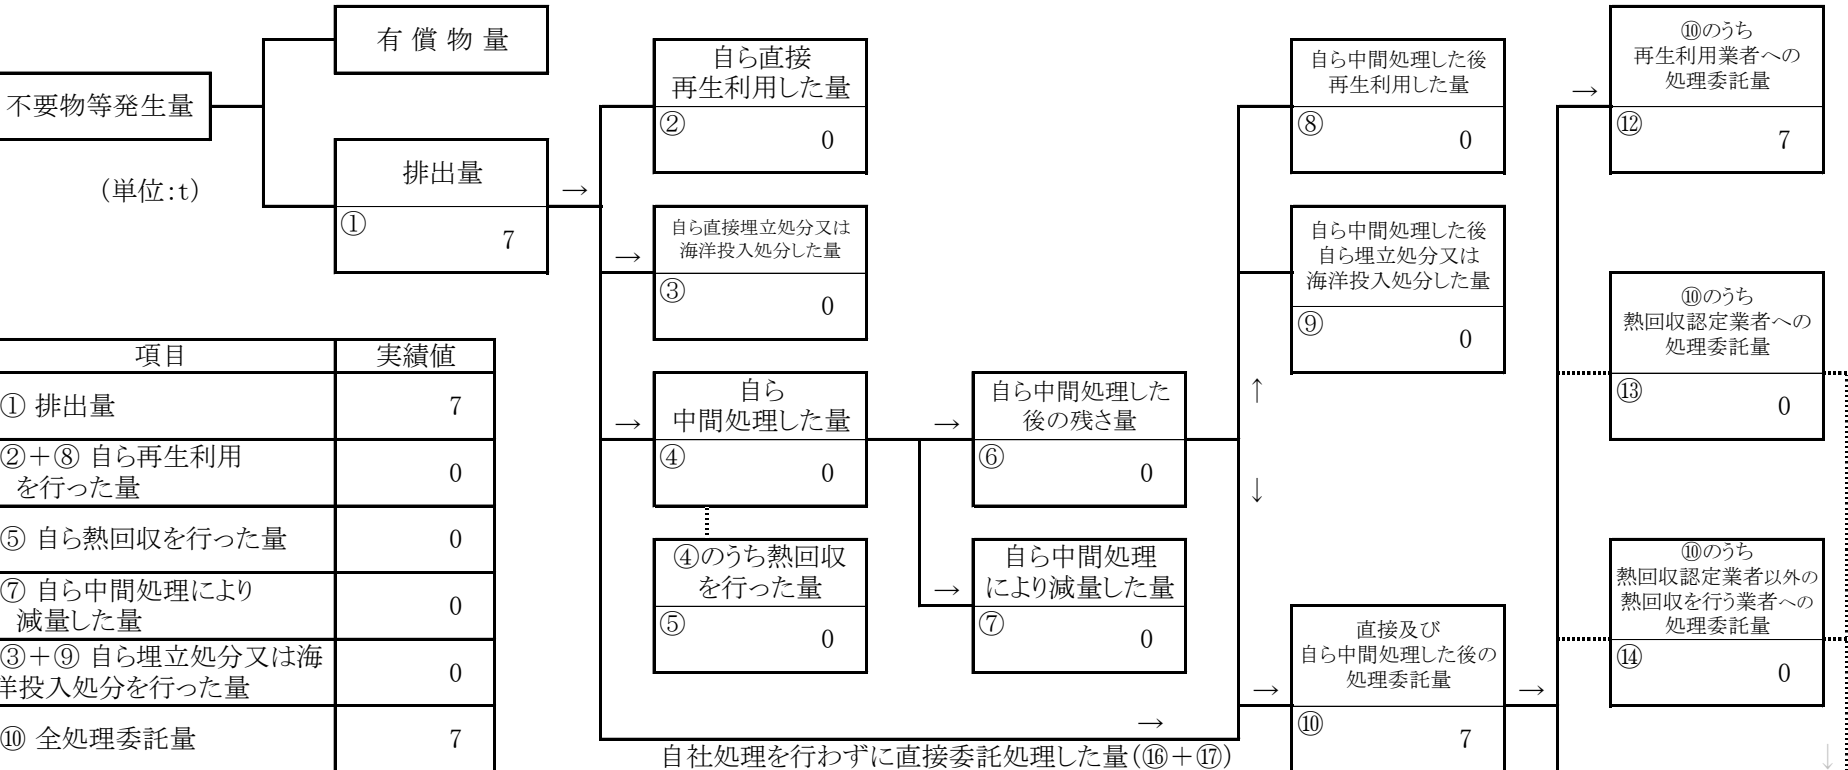 有 償 物 量
不要物等発生量
(単位:t)
排出量
①
7
→
自ら直接
再生利用した量
②
0
→
自ら直接埋立処分又は
海洋投入処分した量
③
0
→
自ら
中間処理した量
④
0
④のうち熱回収
を行った量
⑤
0
→
自ら中間処理した
後の残さ量
⑥
0
→
自ら中間処理
により減量した量
⑦
0
自ら中間処理した後
再生利用した量
⑧
0
自ら中間処理した後
自ら埋立処分又は
海洋投入処分した量
⑨
0
↑
↓
→
自社処理を行わずに直接委託処理した量(⑯+⑰)
→
直接及び
自ら中間処理した後の
処理委託量
⑩
7
→
→
⑩のうち
再生利用業者への
処理委託量
⑫
7
⑩のうち
熱回収認定業者への
処理委託量
⑬
0
⑩のうち
熱回収認定業者以外の
熱回収を行う業者への
処理委託量
⑭
0
↓
項目 実績値
① 排出量 7
②+⑧ 自ら再生利用
を行った量 0
⑤ 自ら熱回収を行った量 0
⑦ 自ら中間処理により
減量した量 0
③+⑨ 自ら埋立処分又は海
洋投入処分を行った量 0
⑩ 全処理委託量 7